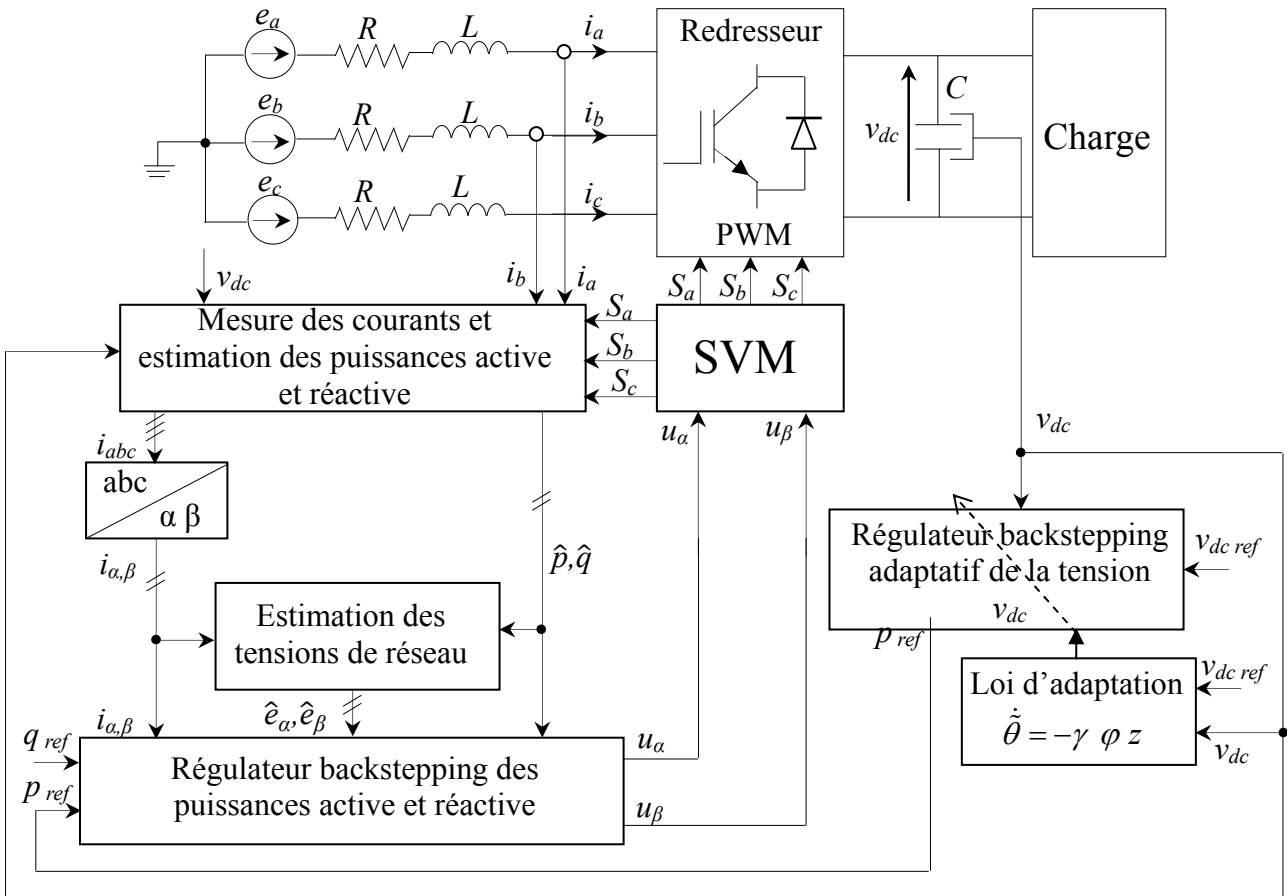 e_a
R
L
i_a
Redresseur
C
e_b
R
L
i_b
v_dc
Charge
e_c
R
L
i_c
PWM
v_dc
i_b
i_a
S_a
S_b
S_c
Mesure des courants et
estimation des puissances active
et réactive
S_a
S_b
S_c
SVM
i_abc
u_α
u_β
v_dc
abc
α β
i_α,β
p̂,q̂
Régulateur backstepping
adaptatif de la tension
v_dc
v_dc ref
p_ref
Estimation des
tensions de réseau
Loi d'adaptation
θ̃̇ = −γ φ z
v_dc ref
v_dc
i_α,β
ê_α,ê_β
q_ref
p_ref
Régulateur backstepping des
puissances active et réactive
u_α
u_β